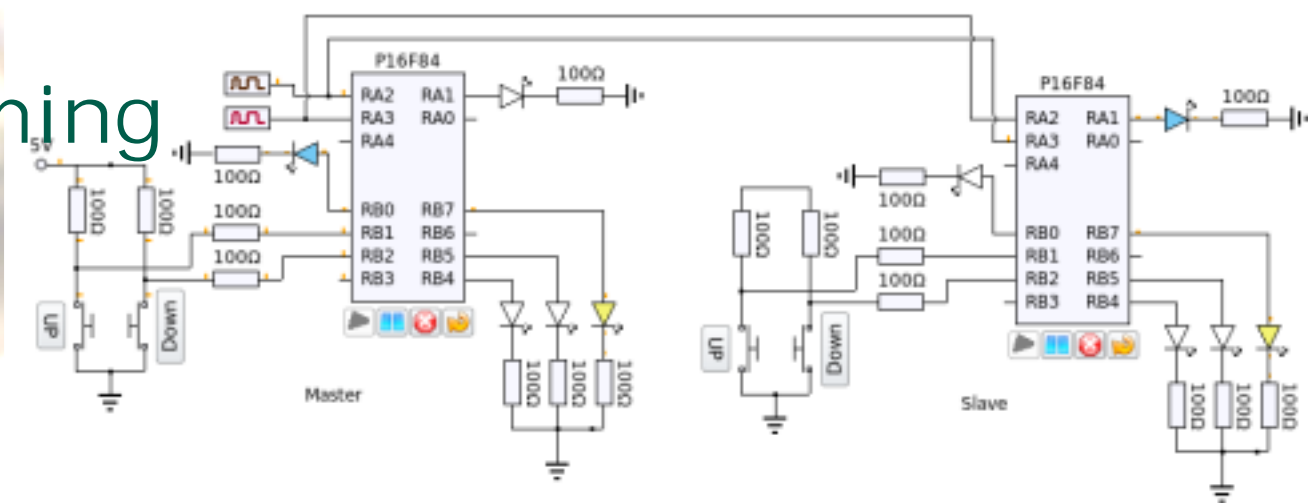 ning
5V
P16F84
RA2 RA1
RA3 RA0
RA4
RB0 RB7
RB1 RB6
RB2 RB5
RB3 RB4
100Ω
100Ω
100Ω
100Ω
100Ω
100Ω
UP
Down
100Ω
100Ω
100Ω
Master
P16F84
RA2 RA1
RA3 RA0
RA4
RB0 RB7
RB1 RB6
RB2 RB5
RB3 RB4
100Ω
100Ω
100Ω
100Ω
100Ω
100Ω
UP
Down
100Ω
100Ω
100Ω
Slave